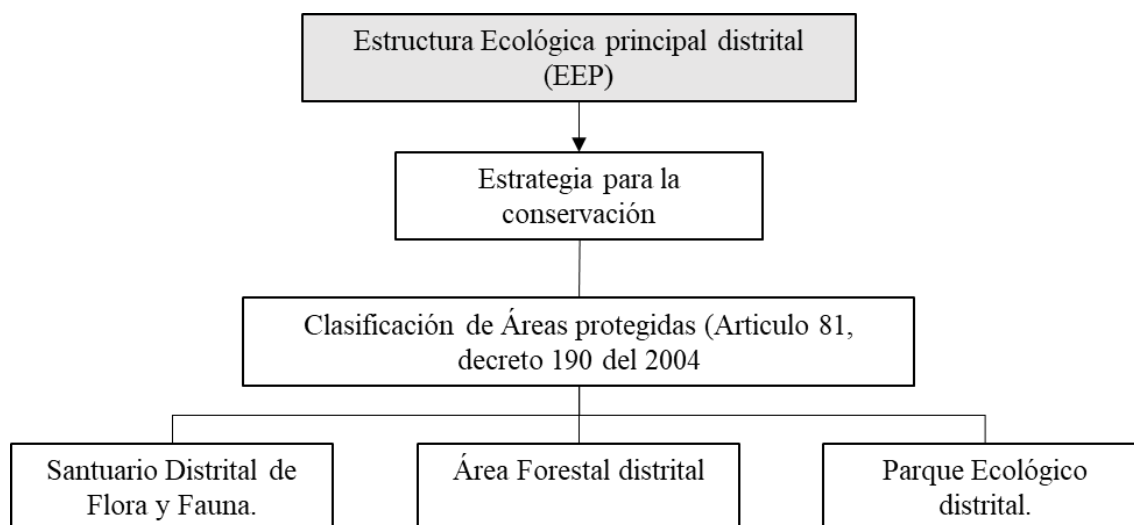 Estructura Ecológica principal distrital
(EEP)
Estrategia para la
conservación
Clasificación de Áreas protegidas (Articulo 81,
decreto 190 del 2004
Santuario Distrital de
Flora y Fauna.
Área Forestal distrital
Parque Ecológico
distrital.